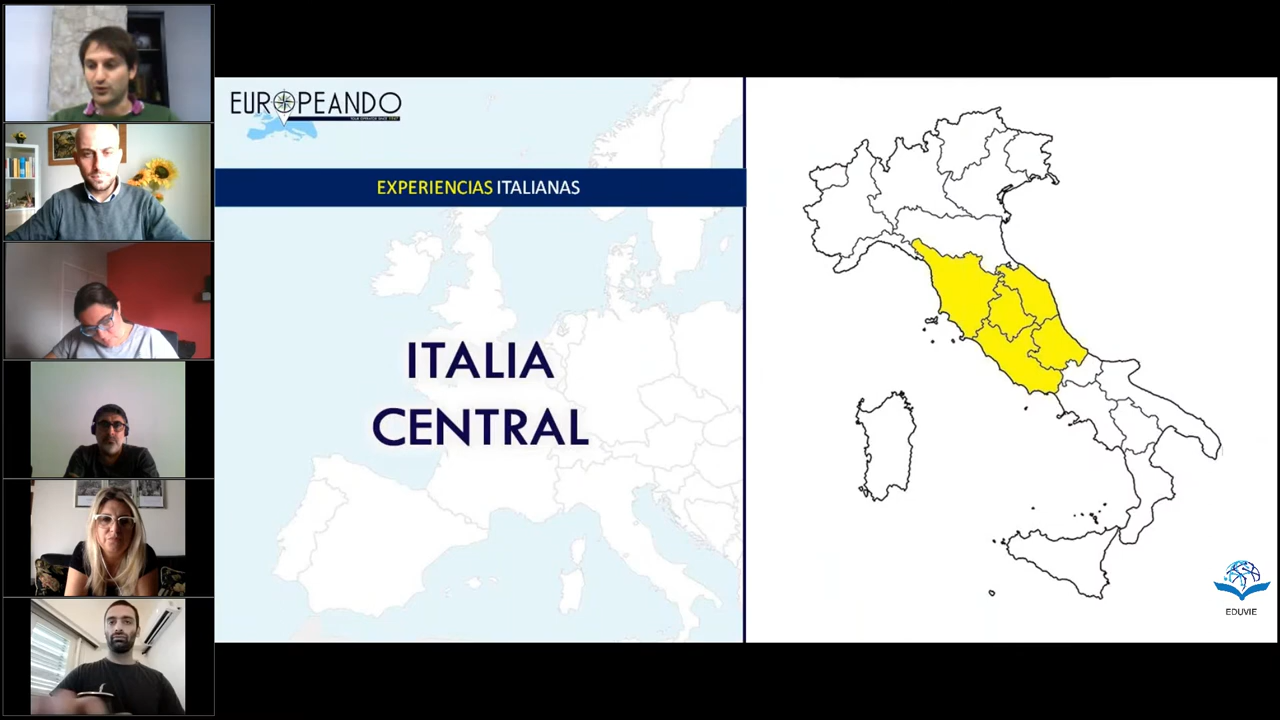 EUROPEANDO
EXPERIENCIAS ITALIANAS
ITALIA
CENTRAL
EDUVIE